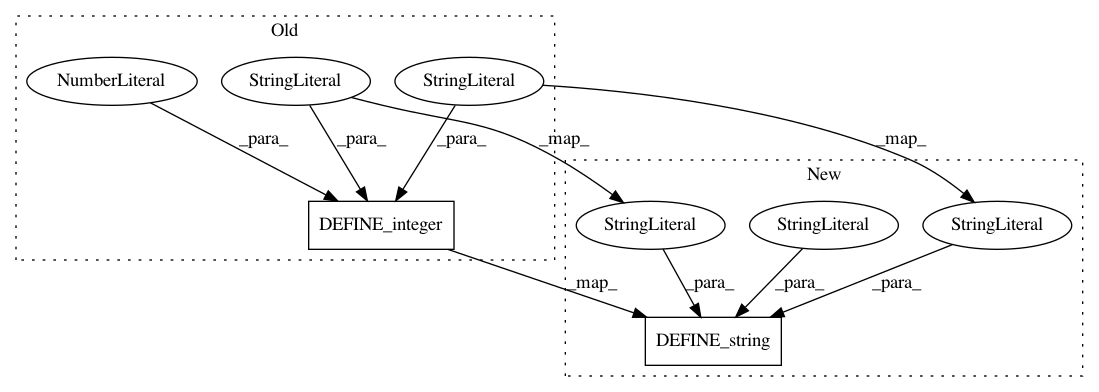 Old
NumberLiteral
StringLiteral
StringLiteral
_para_
_para_
_para_
_map_
_map_
New
DEFINE_integer
StringLiteral
StringLiteral
StringLiteral
_map_
_para_
_para_
_para_
DEFINE_string